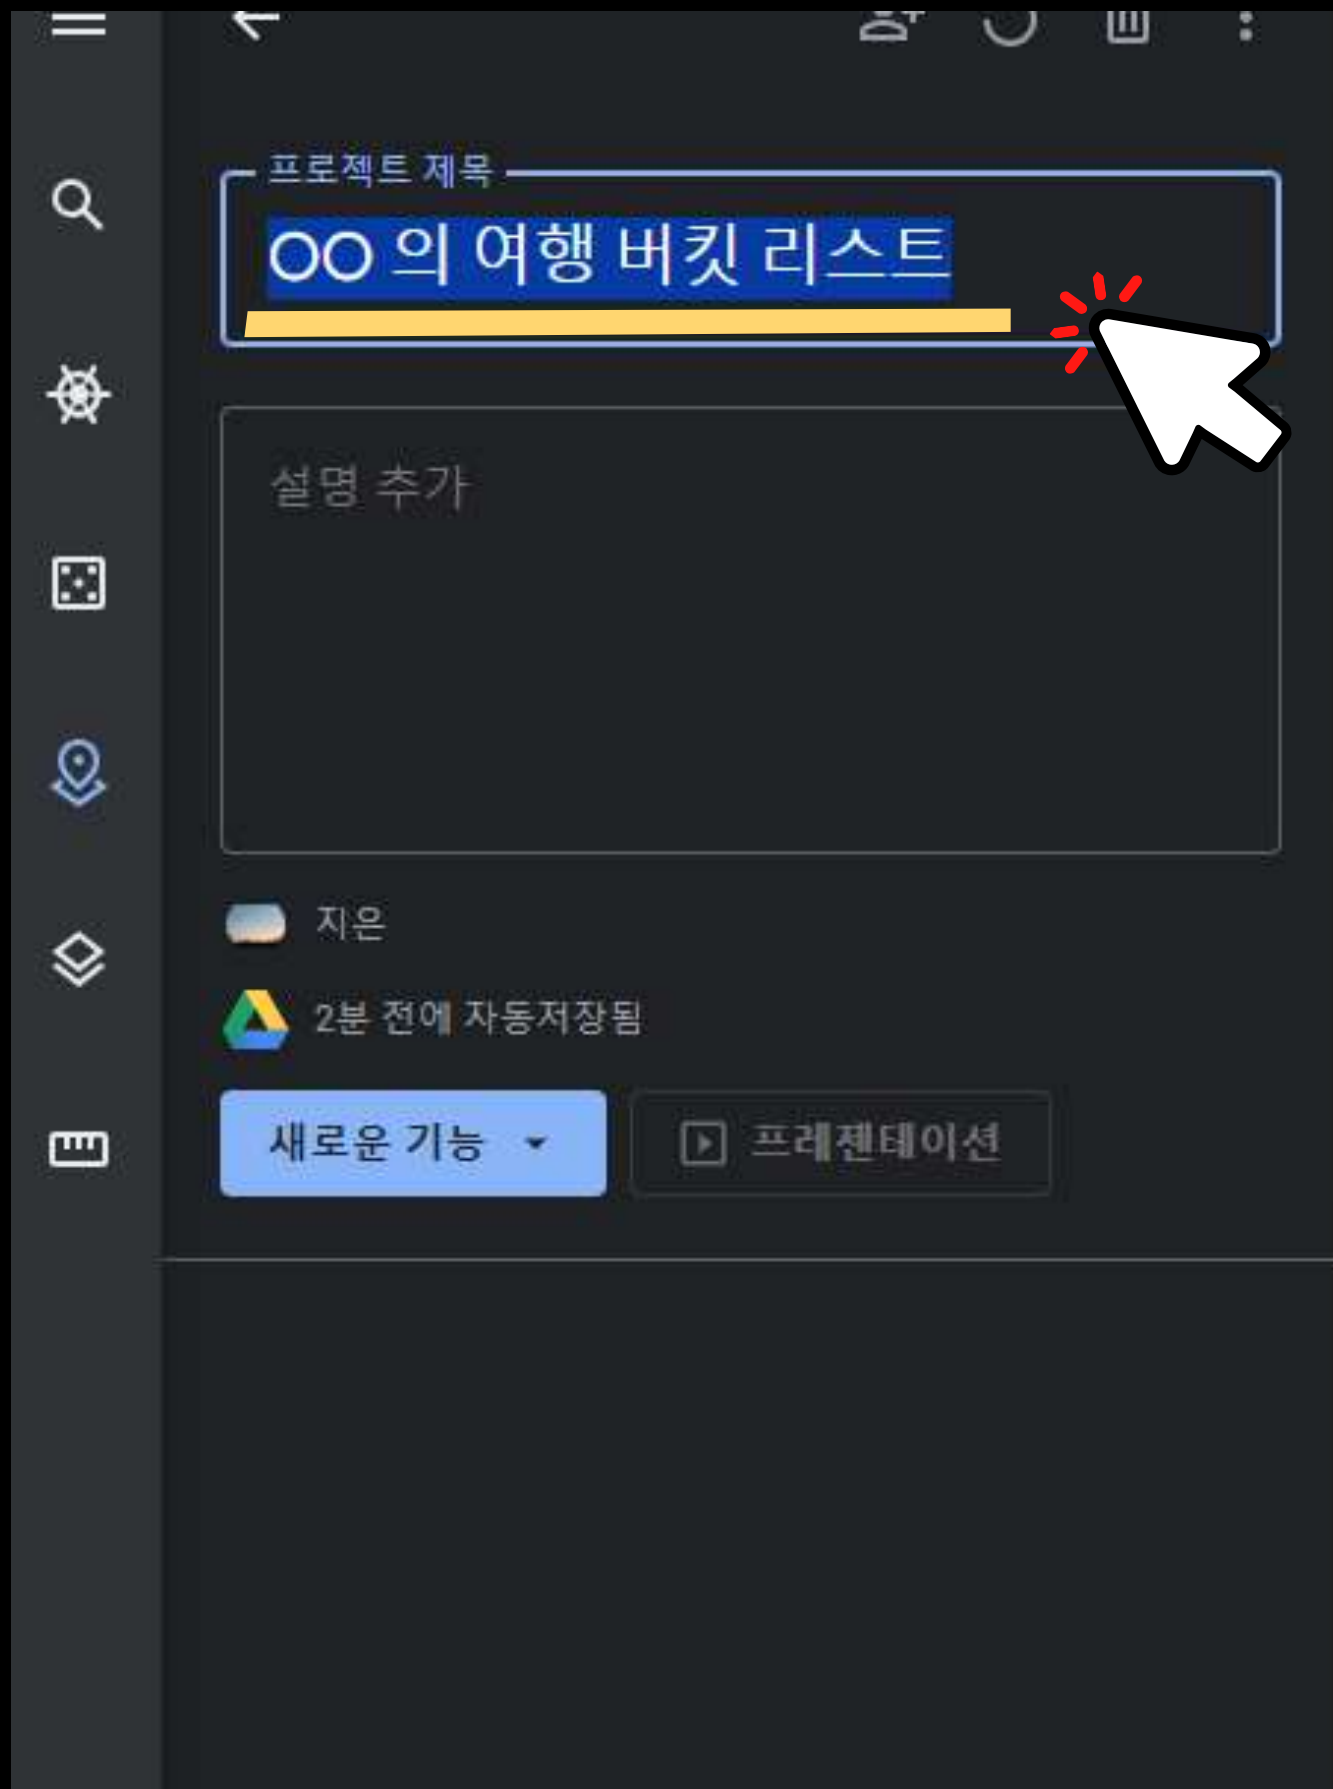 프로젝트 제목
OO 의 여행 버킷 리스트
설명 추가
지은
2분 전에 자동저장됨
새로운 기능
프레젠테이션